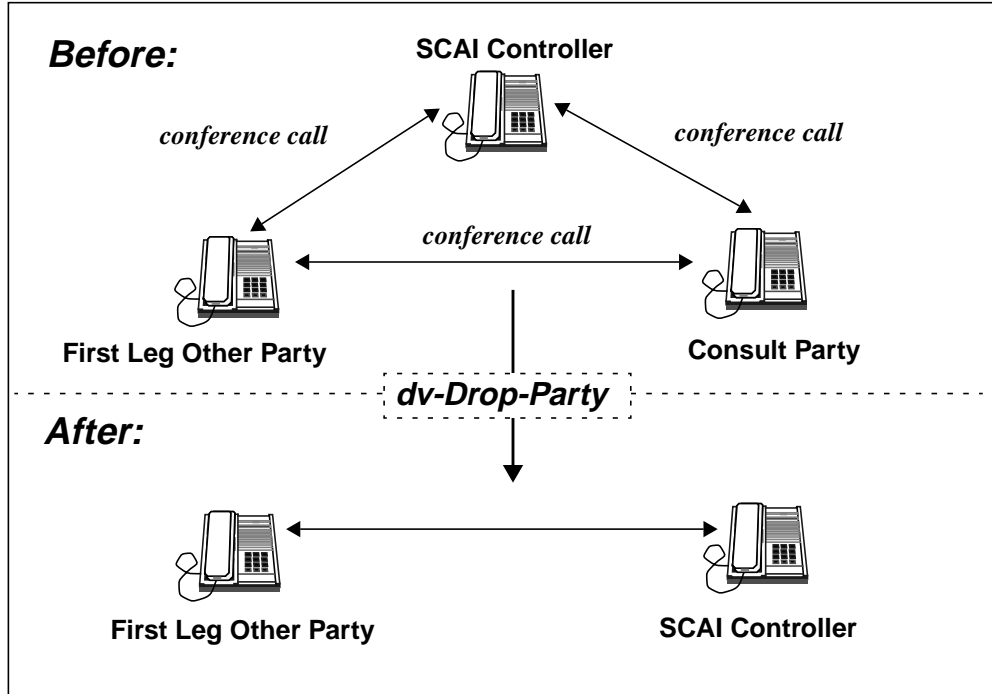 Before:
SCAI Controller
conference call
conference call
conference call
First Leg Other Party
Consult Party
dv-Drop-Party
After:
First Leg Other Party
SCAI Controller